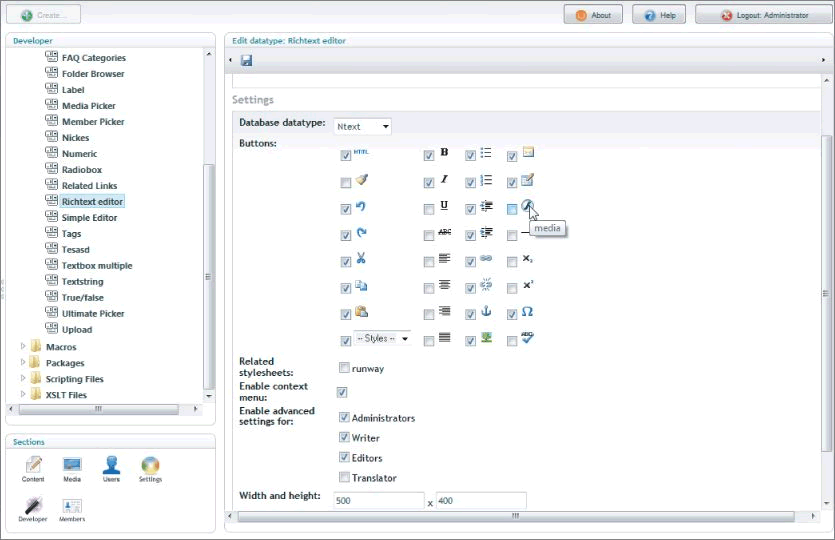 Create...
About
Help
Logout: Administrator
Developer
FAQ Categories
Folder Browser
Label
Media Picker
Member Picker
Nickes
Numeric
Radiobox
Related Links
Richtext editor
Simple Editor
Tags
Tesasd
Textbox multiple
Textstring
True/false
Ultimate Picker
Upload
Macros
Packages
Scripting Files
XSLT Files
Sections
Content
Media
Users
Settings
Developer
Members
Edit datatype: Richtext editor
Settings
Database datatype:
Ntext
Buttons:
HTML
B
I
U
media
ABC
x₂
x²
Ω
-- Styles --
ABC
Related
stylesheets:
runway
Enable context
menu:
Enable advanced
settings for:
Administrators
Writer
Editors
Translator
Width and height:
500 x 400